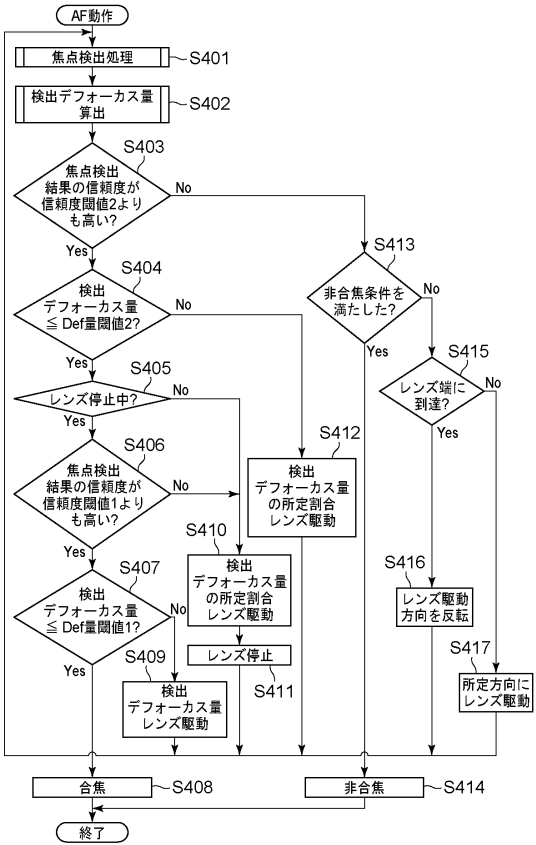 AF動作
焦点検出処理
S401
検出デフォーカス量
算出
S402
S403
焦点検出
結果の信頼度が
信頼度閾値2より
も高い?
No
Yes
S404
検出
デフォーカス量
≦ Def量閾値2?
No
Yes
S405
レンズ停止中?
No
Yes
S406
焦点検出
結果の信頼度が
信頼度閾値1より
も高い?
No
Yes
S407
検出
デフォーカス量
≦ Def量閾値1?
No
Yes
S409
検出
デフォーカス量
レンズ駆動
S410
検出
デフォーカス量
の所定割合
レンズ駆動
レンズ停止
S411
S412
検出
デフォーカス量
の所定割合
レンズ駆動
S413
非合焦条件を
満たした?
No
Yes
S415
レンズ端に
到達?
No
Yes
S416
レンズ駆動
方向を反転
S417
所定方向に
レンズ駆動
合焦
S408
非合焦
S414
終了